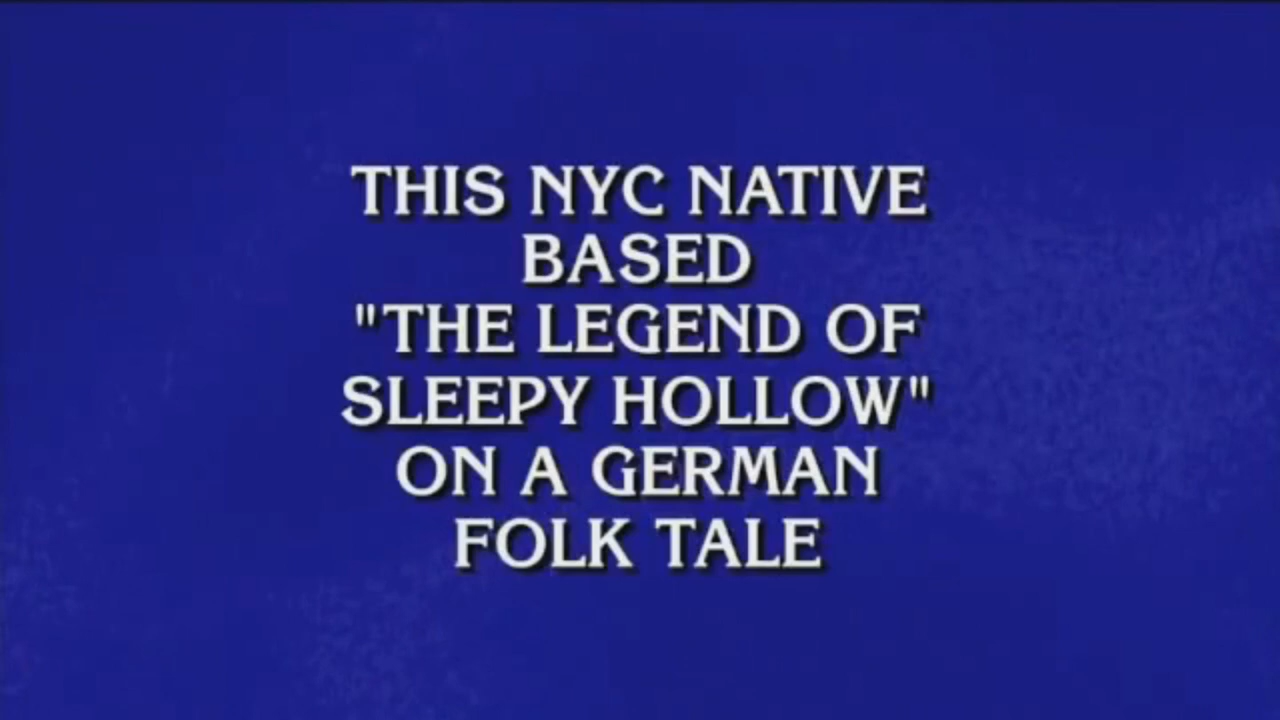 THIS NYC NATIVE
BASED
"THE LEGEND OF
SLEEPY HOLLOW"
ON A GERMAN
FOLK TALE